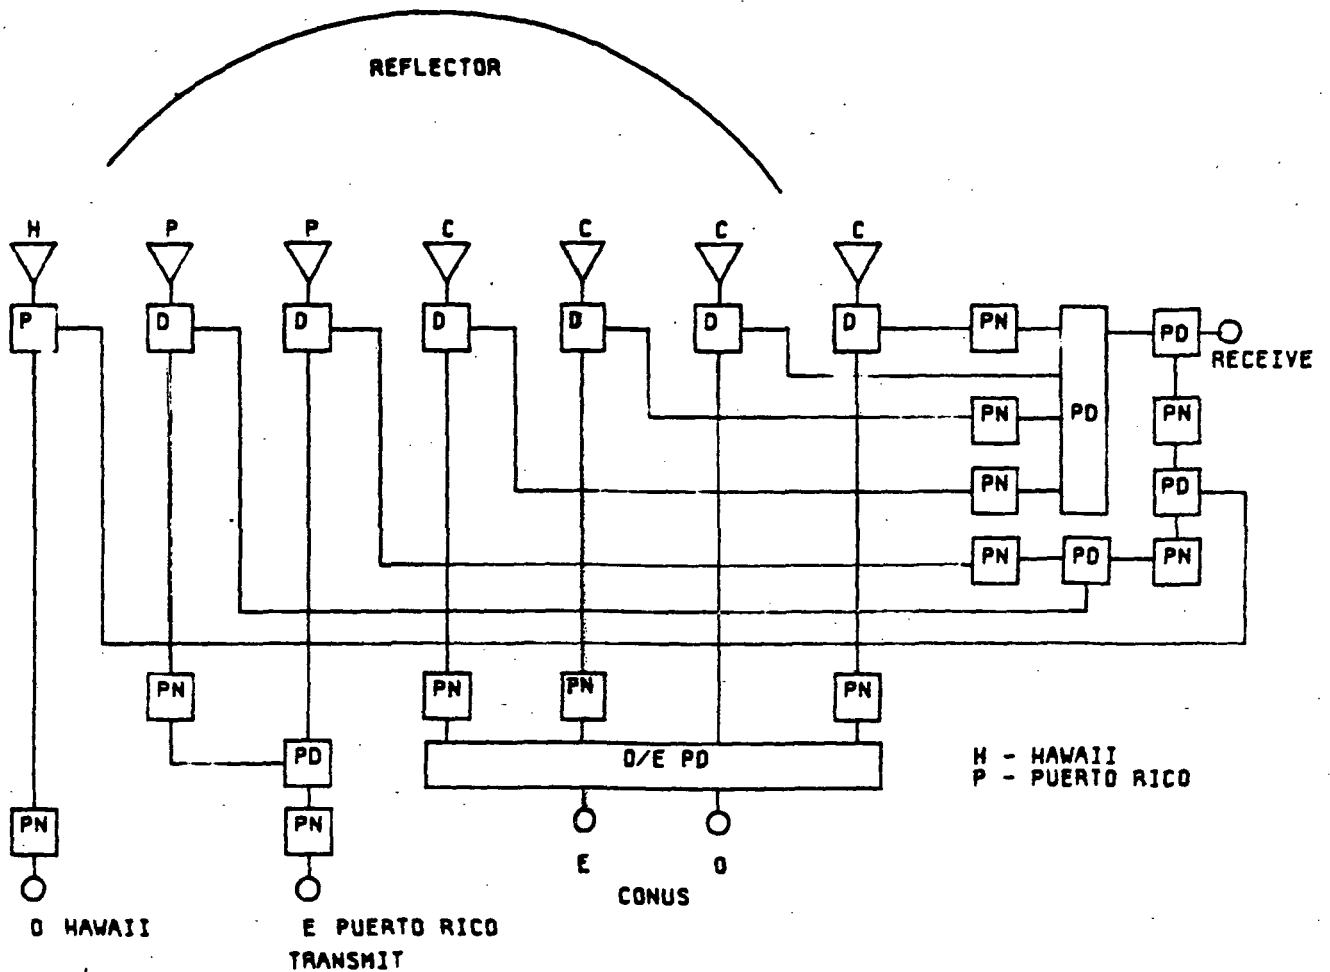 REFLECTOR
H P P C C C C
P D D D D D D PN PD
RECEIVE
PN PD PN
PN PD
PN PD PN
PN PN PN PN
O/E PD
PD
H - HAWAII
P - PUERTO RICO
PN PN
E O
CONUS
O HAWAII E PUERTO RICO
TRANSMIT